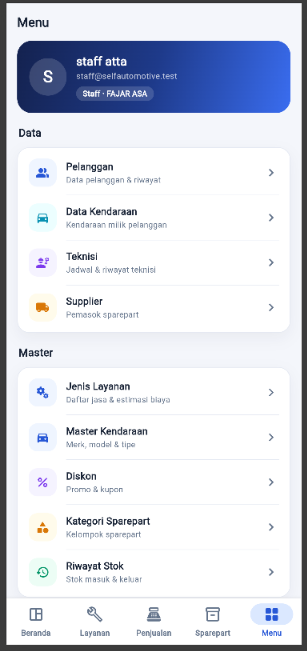 Menu
S
staff atta
staff@selfautomotive.test
Staff · FAJAR ASA
Data
Pelanggan
Data pelanggan & riwayat
Data Kendaraan
Kendaraan milik pelanggan
Teknisi
Jadwal & riwayat teknisi
Supplier
Pemasok sparepart
Master
Jenis Layanan
Daftar jasa & estimasi biaya
Master Kendaraan
Merk, model & tipe
Diskon
Promo & kupon
Kategori Sparepart
Kelompok sparepart
Riwayat Stok
Stok masuk & keluar
Beranda
Layanan
Penjualan
Sparepart
Menu